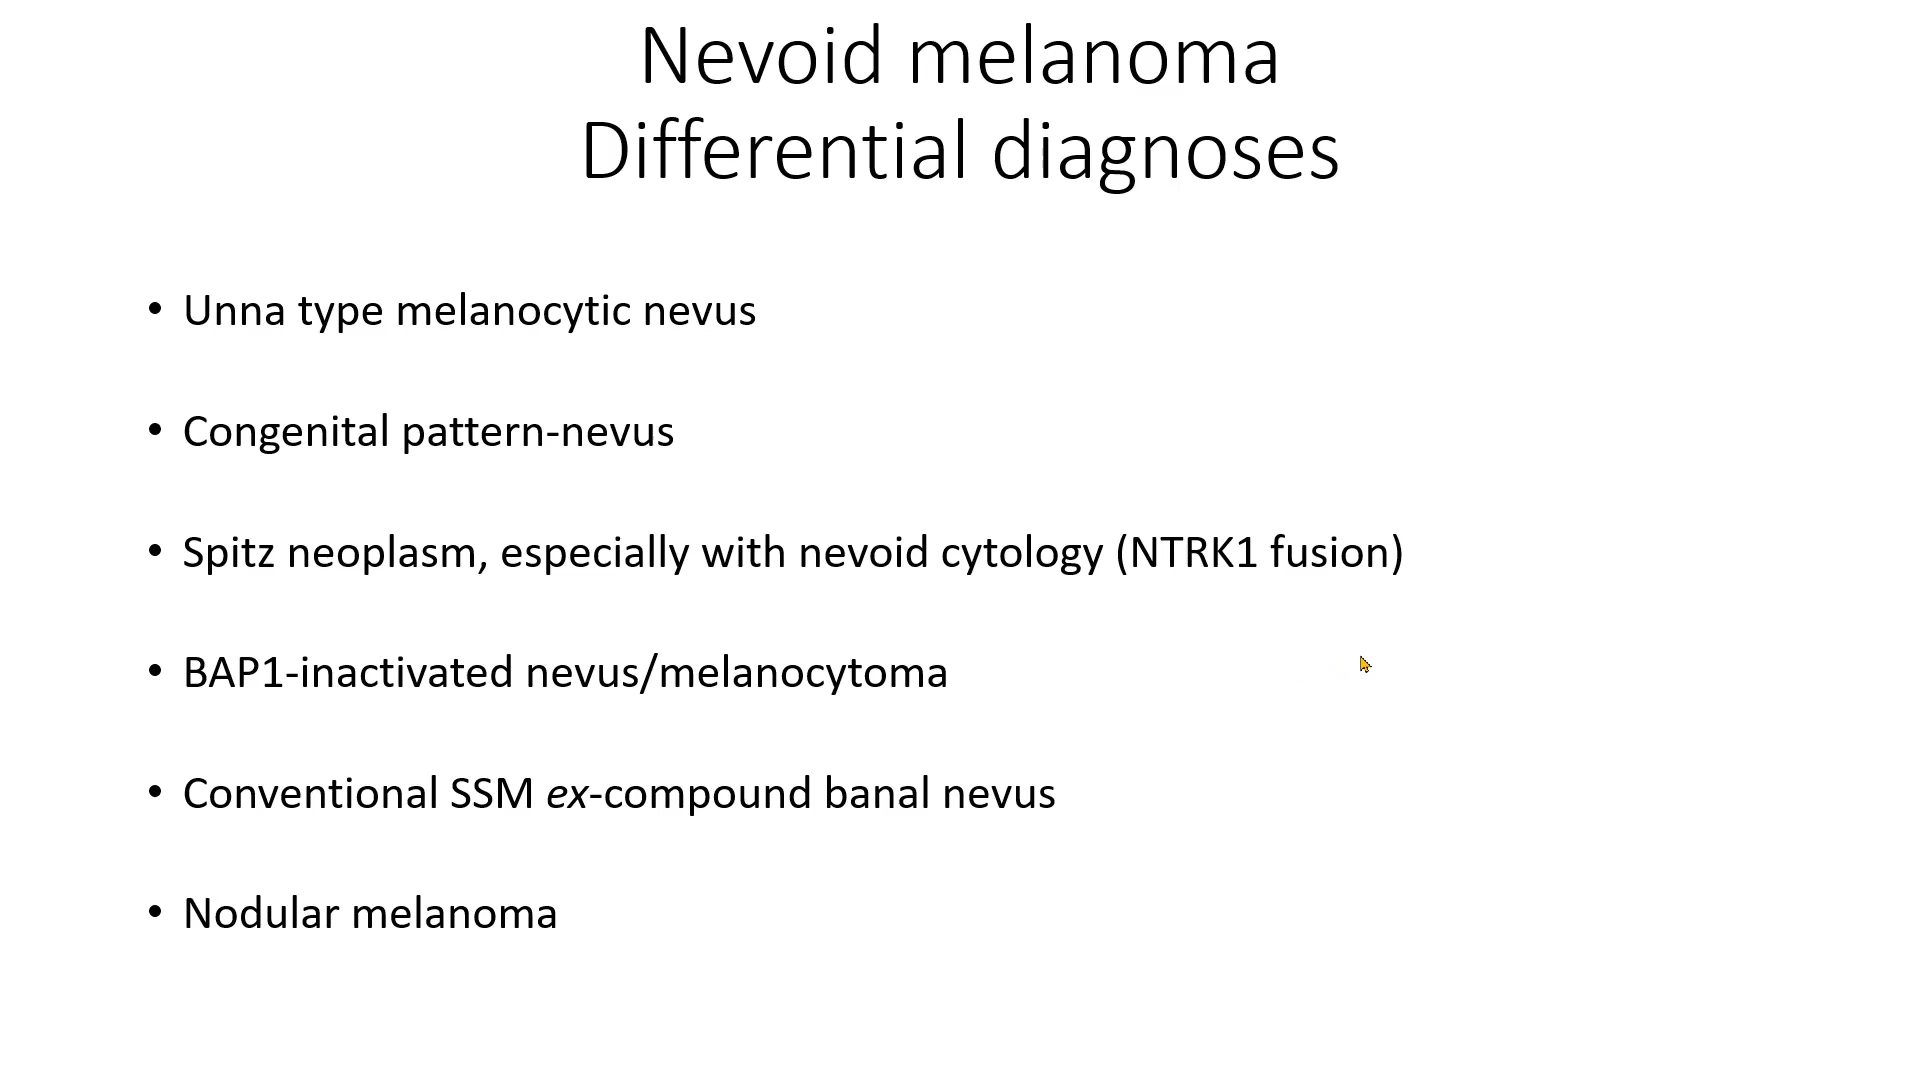 Nevoid melanoma
Differential diagnoses
• Unna type melanocytic nevus
• Congenital pattern-nevus
• Spitz neoplasm, especially with nevoid cytology (NTRK1 fusion)
• BAP1-inactivated nevus/melanocytoma
• Conventional SSM ex-compound banal nevus
• Nodular melanoma